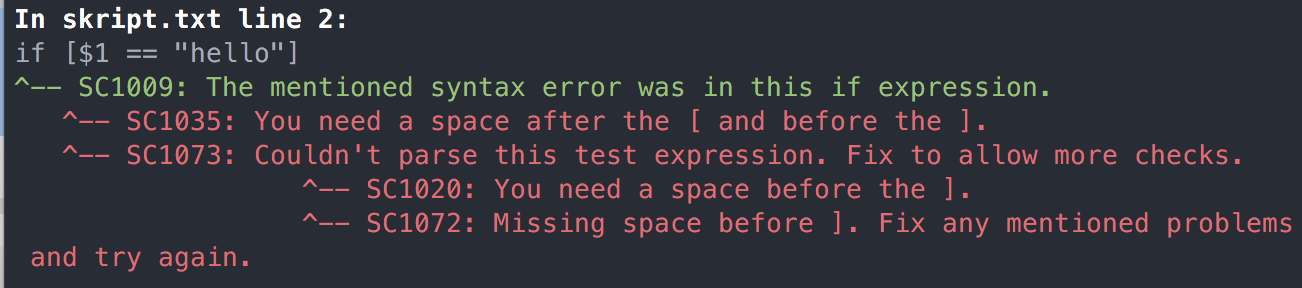 In skript.txt line 2:
if [$1 == "hello"]
^-- SC1009: The mentioned syntax error was in this if expression.
   ^-- SC1035: You need a space after the [ and before the ].
   ^-- SC1073: Couldn't parse this test expression. Fix to allow more checks.
                  ^-- SC1020: You need a space before the ].
                  ^-- SC1072: Missing space before ]. Fix any mentioned problems
 and try again.